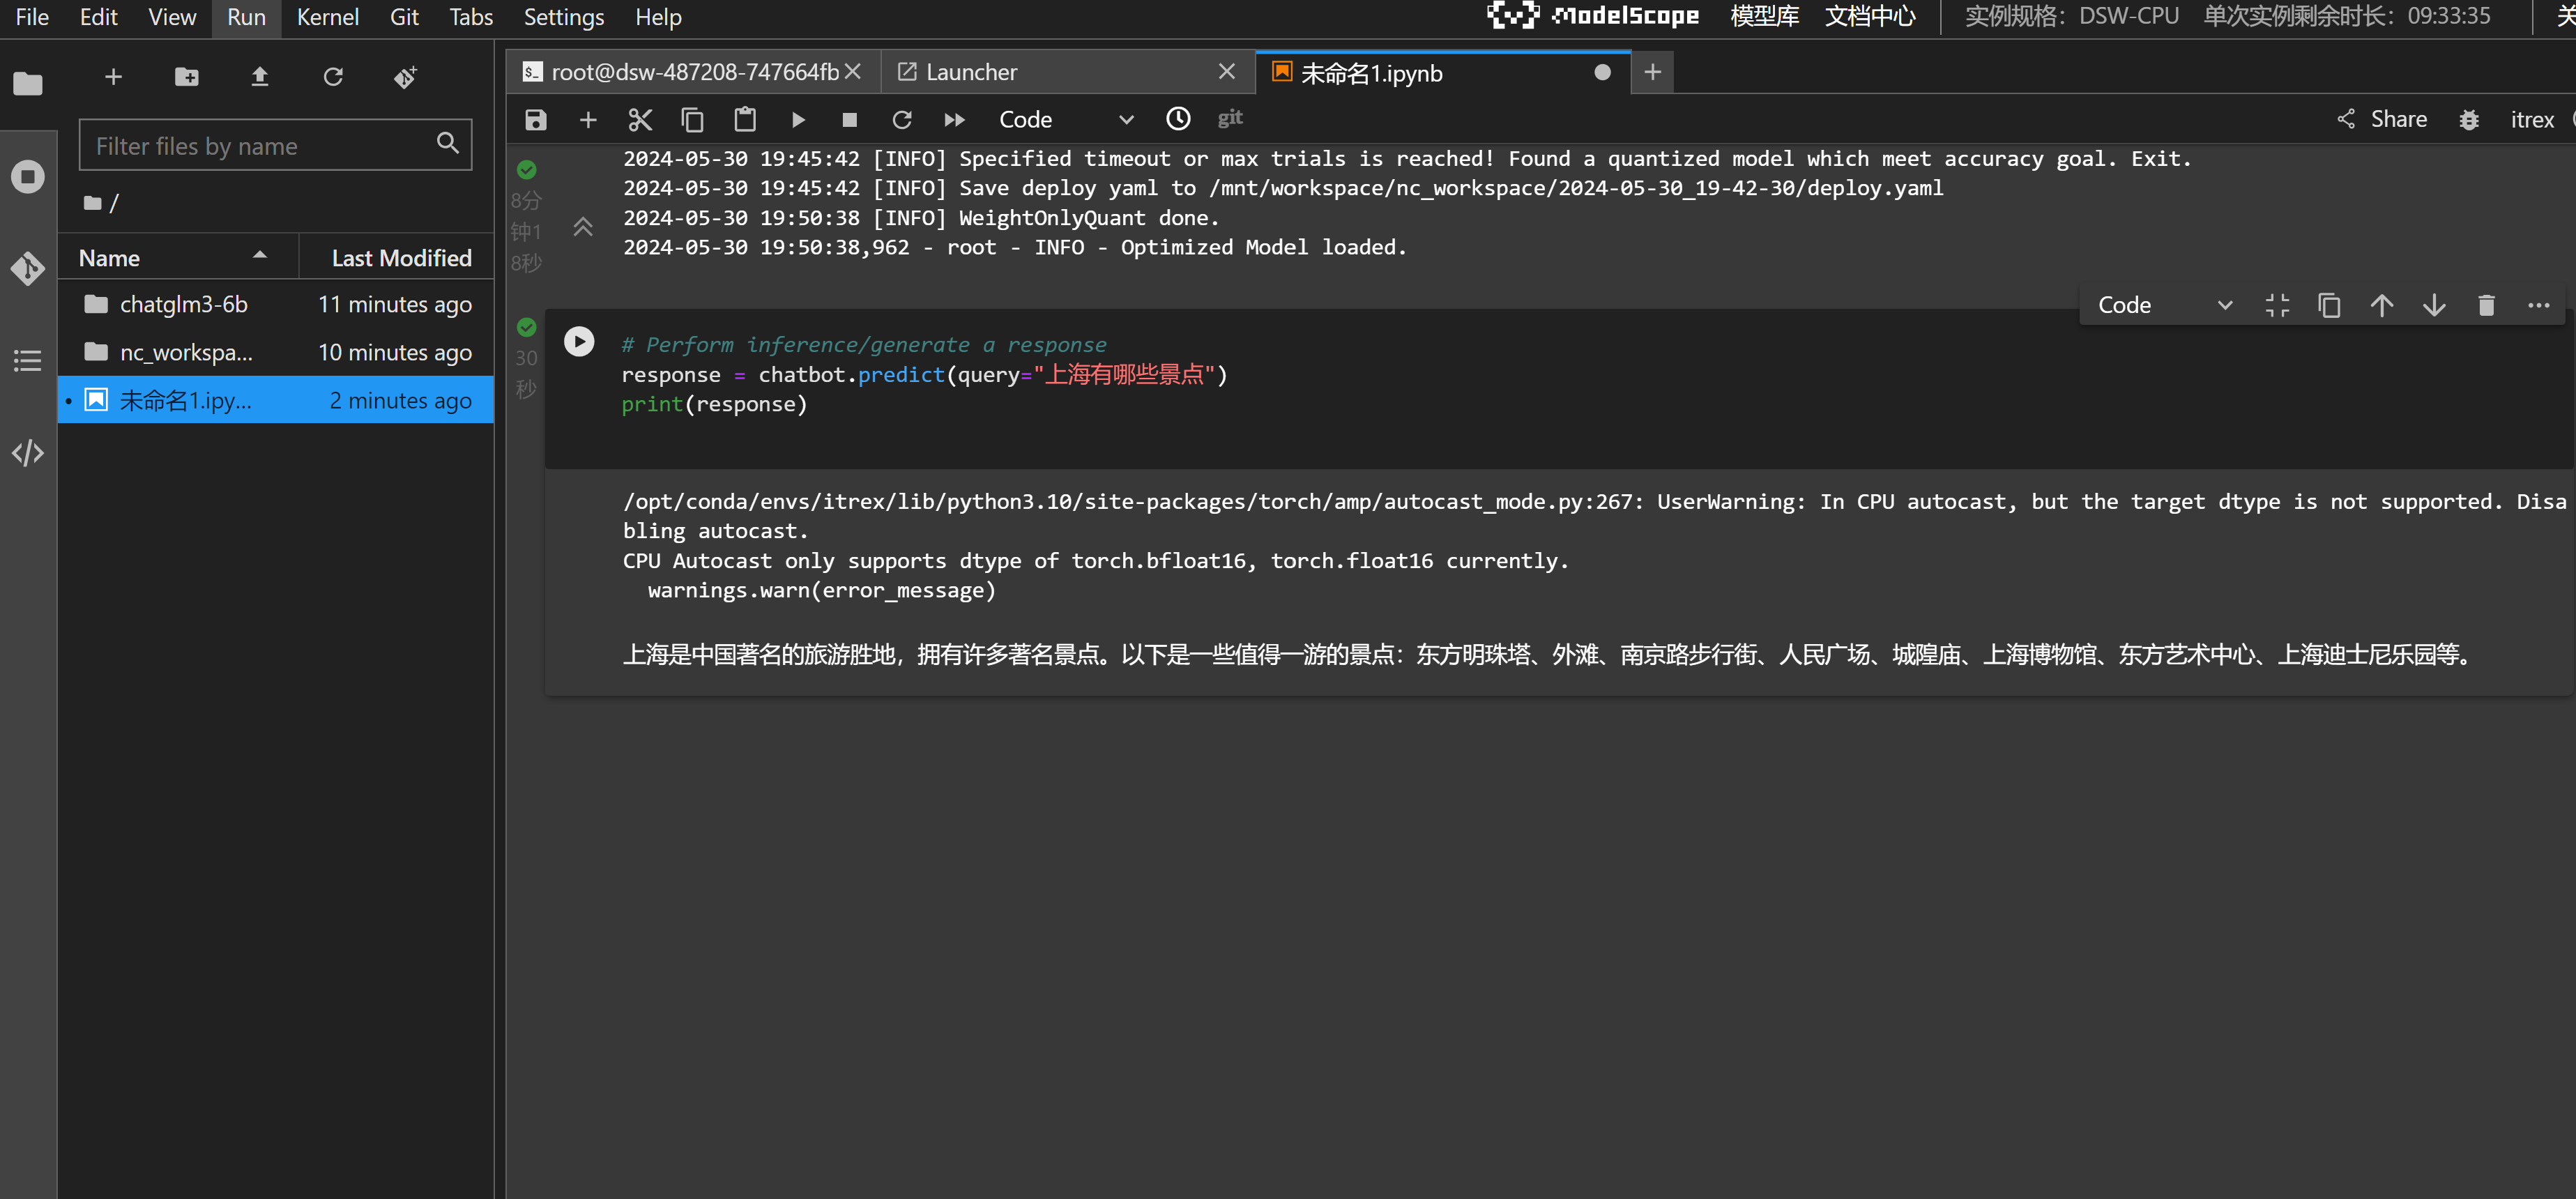 File Edit View Run Kernel Git Tabs Settings Help
ModelScope 模型库 文档中心 实例规格：DSW-CPU 单次实例剩余时长：09:33:35 关
Filter files by name
/
Name Last Modified
chatglm3-6b 11 minutes ago
nc_workspa... 10 minutes ago
未命名1.ipy... 2 minutes ago
root@dsw-487208-747664fb Launcher 未命名1.ipynb
Code git Share itrex
2024-05-30 19:45:42 [INFO] Specified timeout or max trials is reached! Found a quantized model which meet accuracy goal. Exit.
2024-05-30 19:45:42 [INFO] Save deploy yaml to /mnt/workspace/nc_workspace/2024-05-30_19-42-30/deploy.yaml
2024-05-30 19:50:38 [INFO] WeightOnlyQuant done.
2024-05-30 19:50:38,962 - root - INFO - Optimized Model loaded.
8分
钟1
8秒
Code
30
秒
# Perform inference/generate a response
response = chatbot.predict(query="上海有哪些景点")
print(response)
/opt/conda/envs/itrex/lib/python3.10/site-packages/torch/amp/autocast_mode.py:267: UserWarning: In CPU autocast, but the target dtype is not supported. Disa
bling autocast.
CPU Autocast only supports dtype of torch.bfloat16, torch.float16 currently.
warnings.warn(error_message)
上海是中国著名的旅游胜地，拥有许多著名景点。以下是一些值得一游的景点：东方明珠塔、外滩、南京路步行街、人民广场、城隍庙、上海博物馆、东方艺术中心、上海迪士尼乐园等。